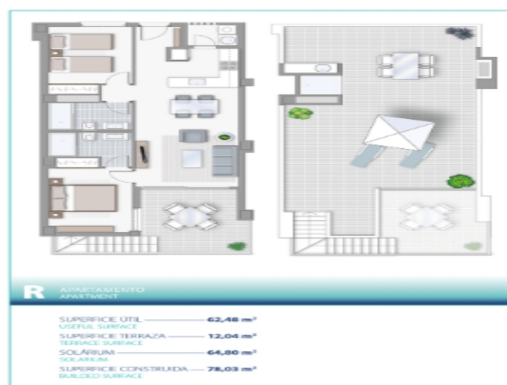 R APARTAMENTO
APARTMENT
SUPERFICIE ÚTIL 62,48 m²
USEFUL SURFACE
SUPERFICIE TERRAZA 12,04 m²
TERRACE SURFACE
SOLÁRIUM 64,80 m²
SOLARIUM
SUPERFICIE CONSTRUIDA 78,03 m²
BUILDED SURFACE